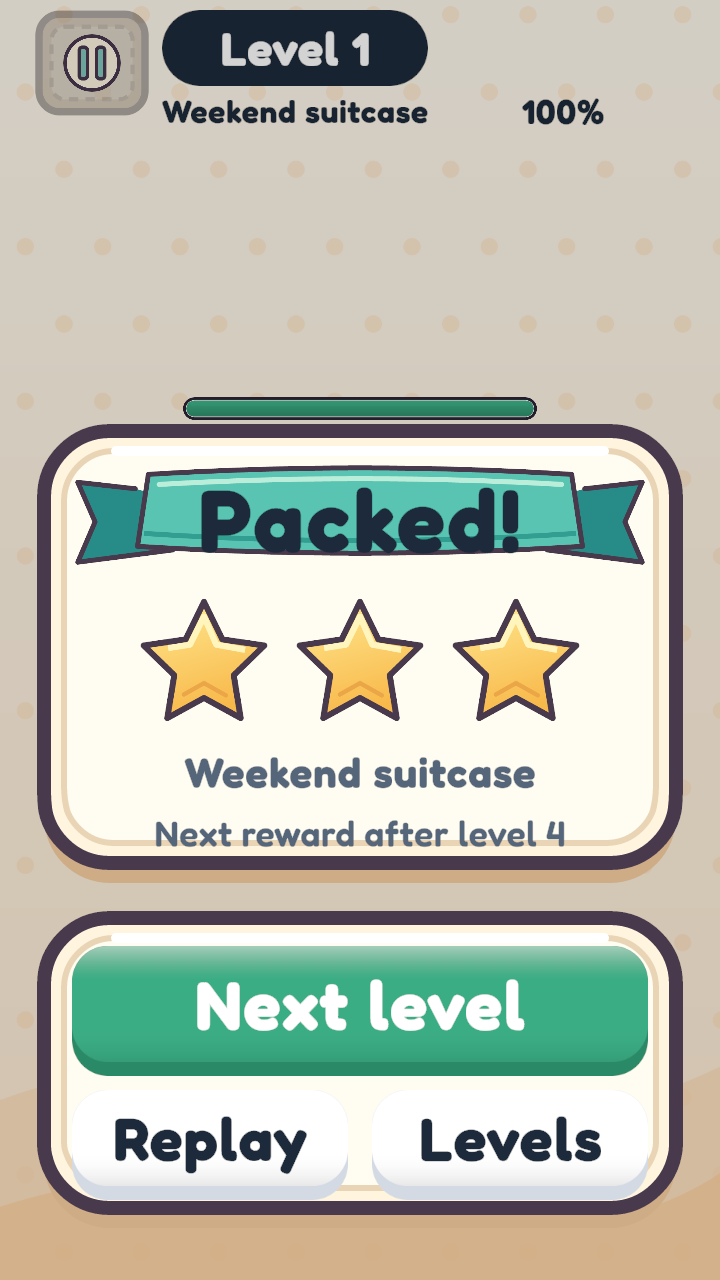 Level 1
Weekend suitcase 100%
Packed!
Weekend suitcase
Next reward after level 4
Next level
Replay Levels